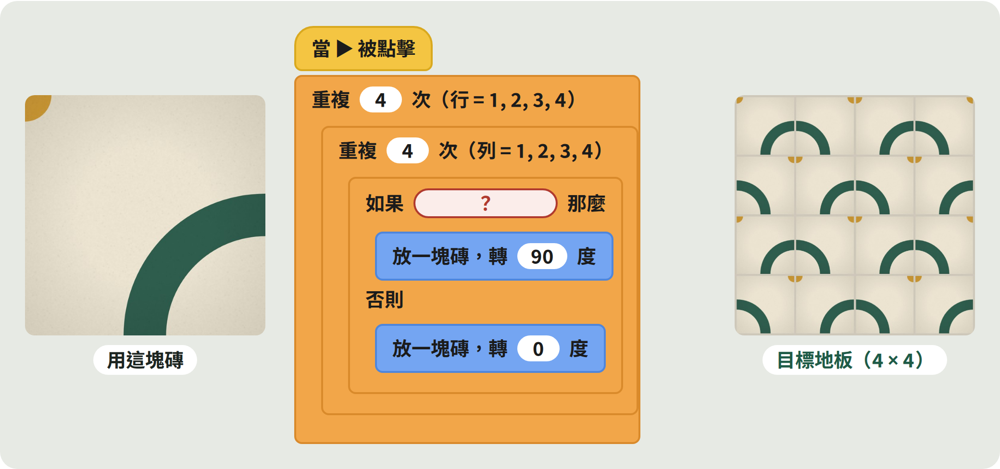 當 ▶ 被點擊
重複 4 次（行 = 1, 2, 3, 4）
重複 4 次（列 = 1, 2, 3, 4）
如果 ? 那麼
放一塊磚，轉 90 度
否則
放一塊磚，轉 0 度
用這塊磚
目標地板（4 × 4）